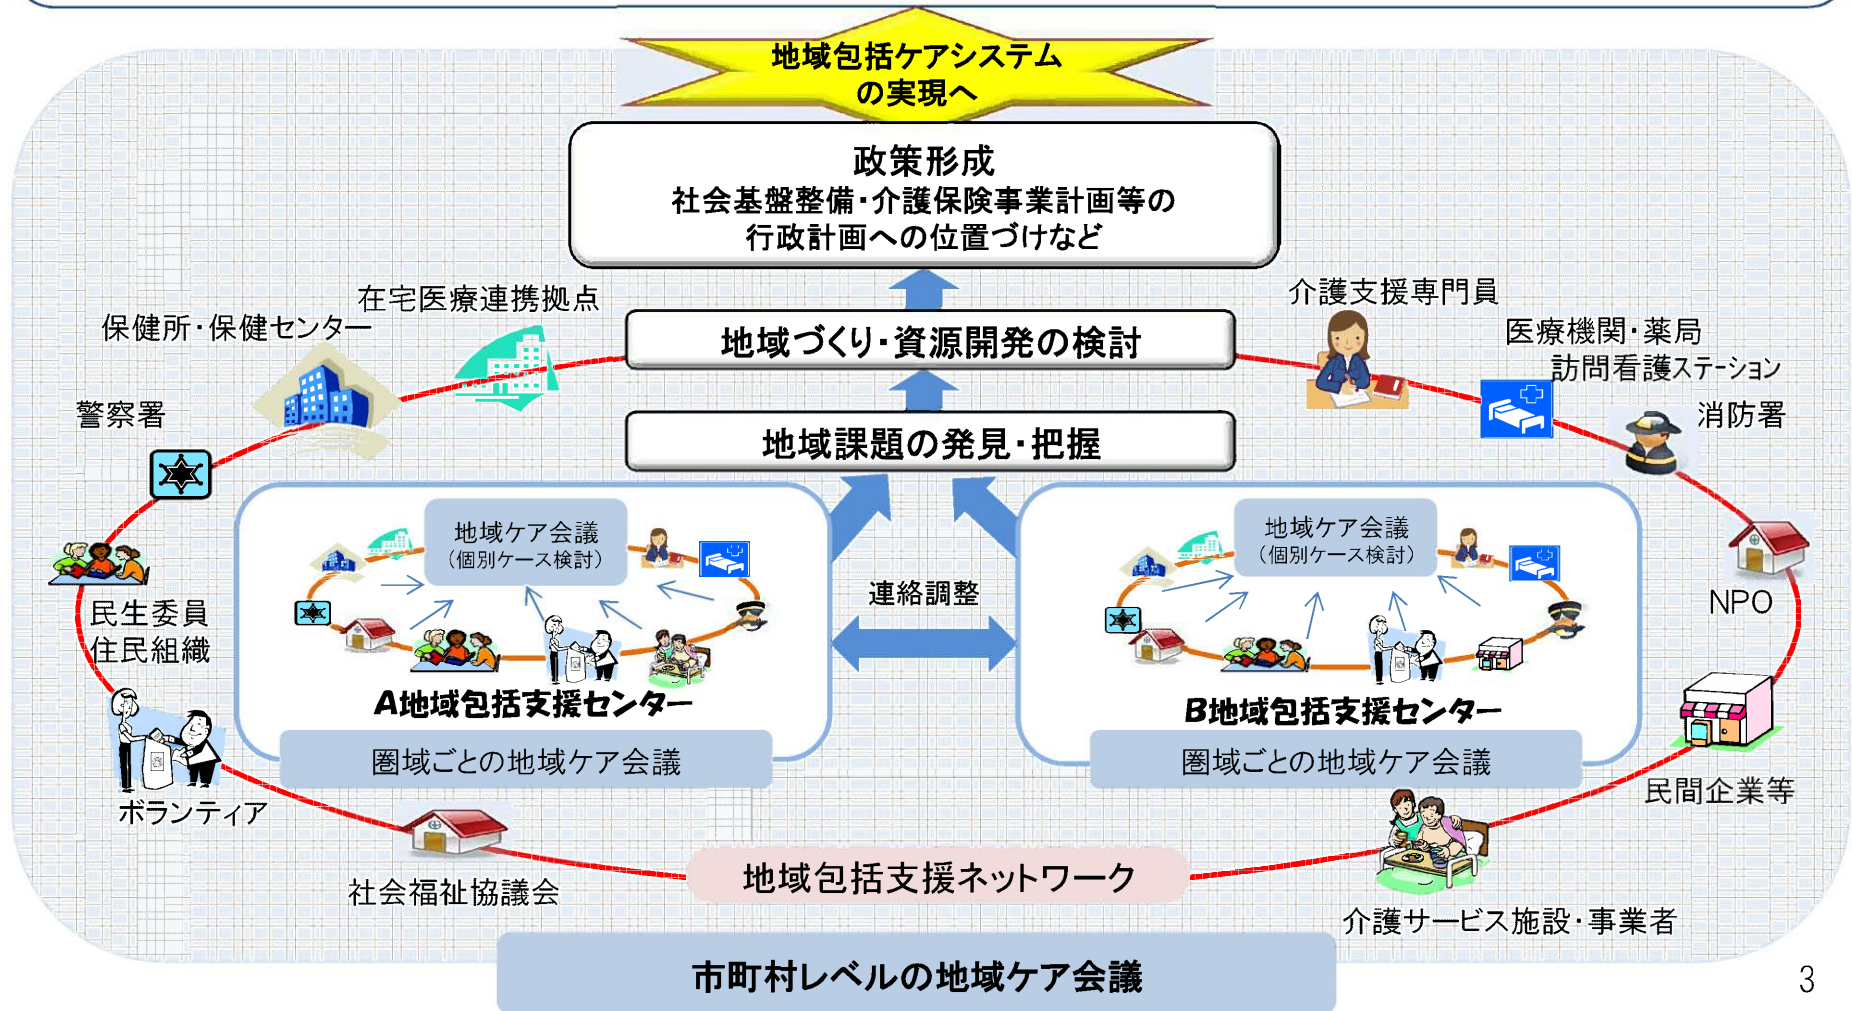 地域包括ケアシステム
の実現へ
政策形成
社会基盤整備・介護保険事業計画等の
行政計画への位置づけなど
在宅医療連携拠点
保健所・保健センター
介護支援専門員
医療機関・薬局
訪問看護ステーション
地域づくり・資源開発の検討
警察署
消防署
地域課題の発見・把握
地域ケア会議
（個別ケース検討）
地域ケア会議
（個別ケース検討）
連絡調整
民生委員
住民組織
NPO
A地域包括支援センター
B地域包括支援センター
圏域ごとの地域ケア会議
圏域ごとの地域ケア会議
ボランティア
民間企業等
社会福祉協議会
地域包括支援ネットワーク
介護サービス施設・事業者
市町村レベルの地域ケア会議
3